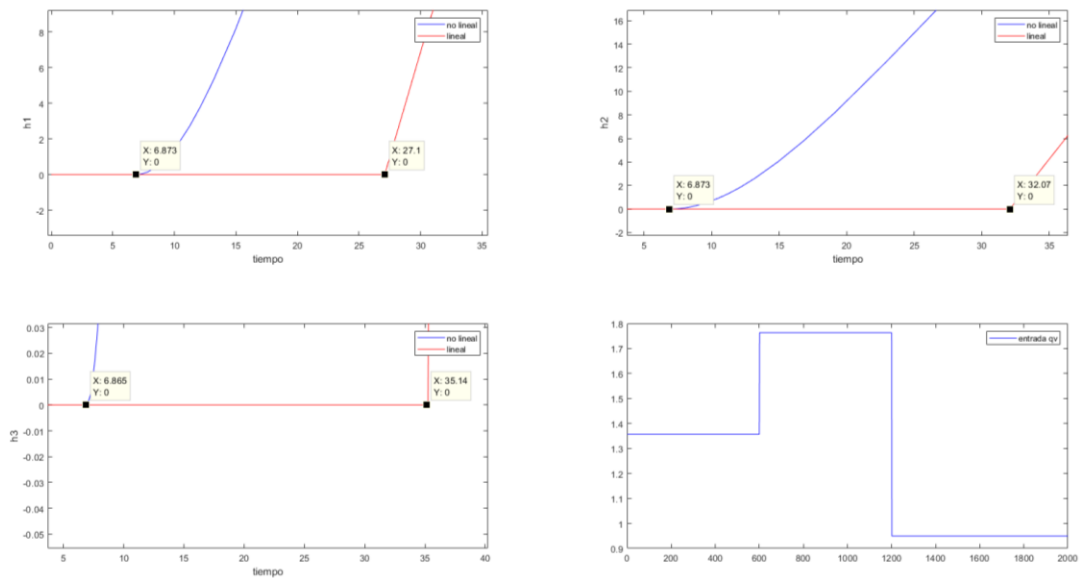 no lineal
lineal
8
6
4
2
0
-2
h1
X: 6.873
Y: 0
X: 27.1
Y: 0
0
5
10
15
20
25
30
35
tiempo
no lineal
lineal
16
14
12
10
8
6
4
2
0
-2
h2
X: 6.873
Y: 0
X: 32.07
Y: 0
5
10
15
20
25
30
35
tiempo
no lineal
lineal
0.03
0.02
0.01
0
-0.01
-0.02
-0.03
-0.04
-0.05
h3
X: 6.865
Y: 0
X: 35.14
Y: 0
5
10
15
20
25
30
35
40
tiempo
entrada qv
1.8
1.7
1.6
1.5
1.4
1.3
1.2
1.1
1
0.9
0
200
400
600
800
1000
1200
1400
1600
1800
2000